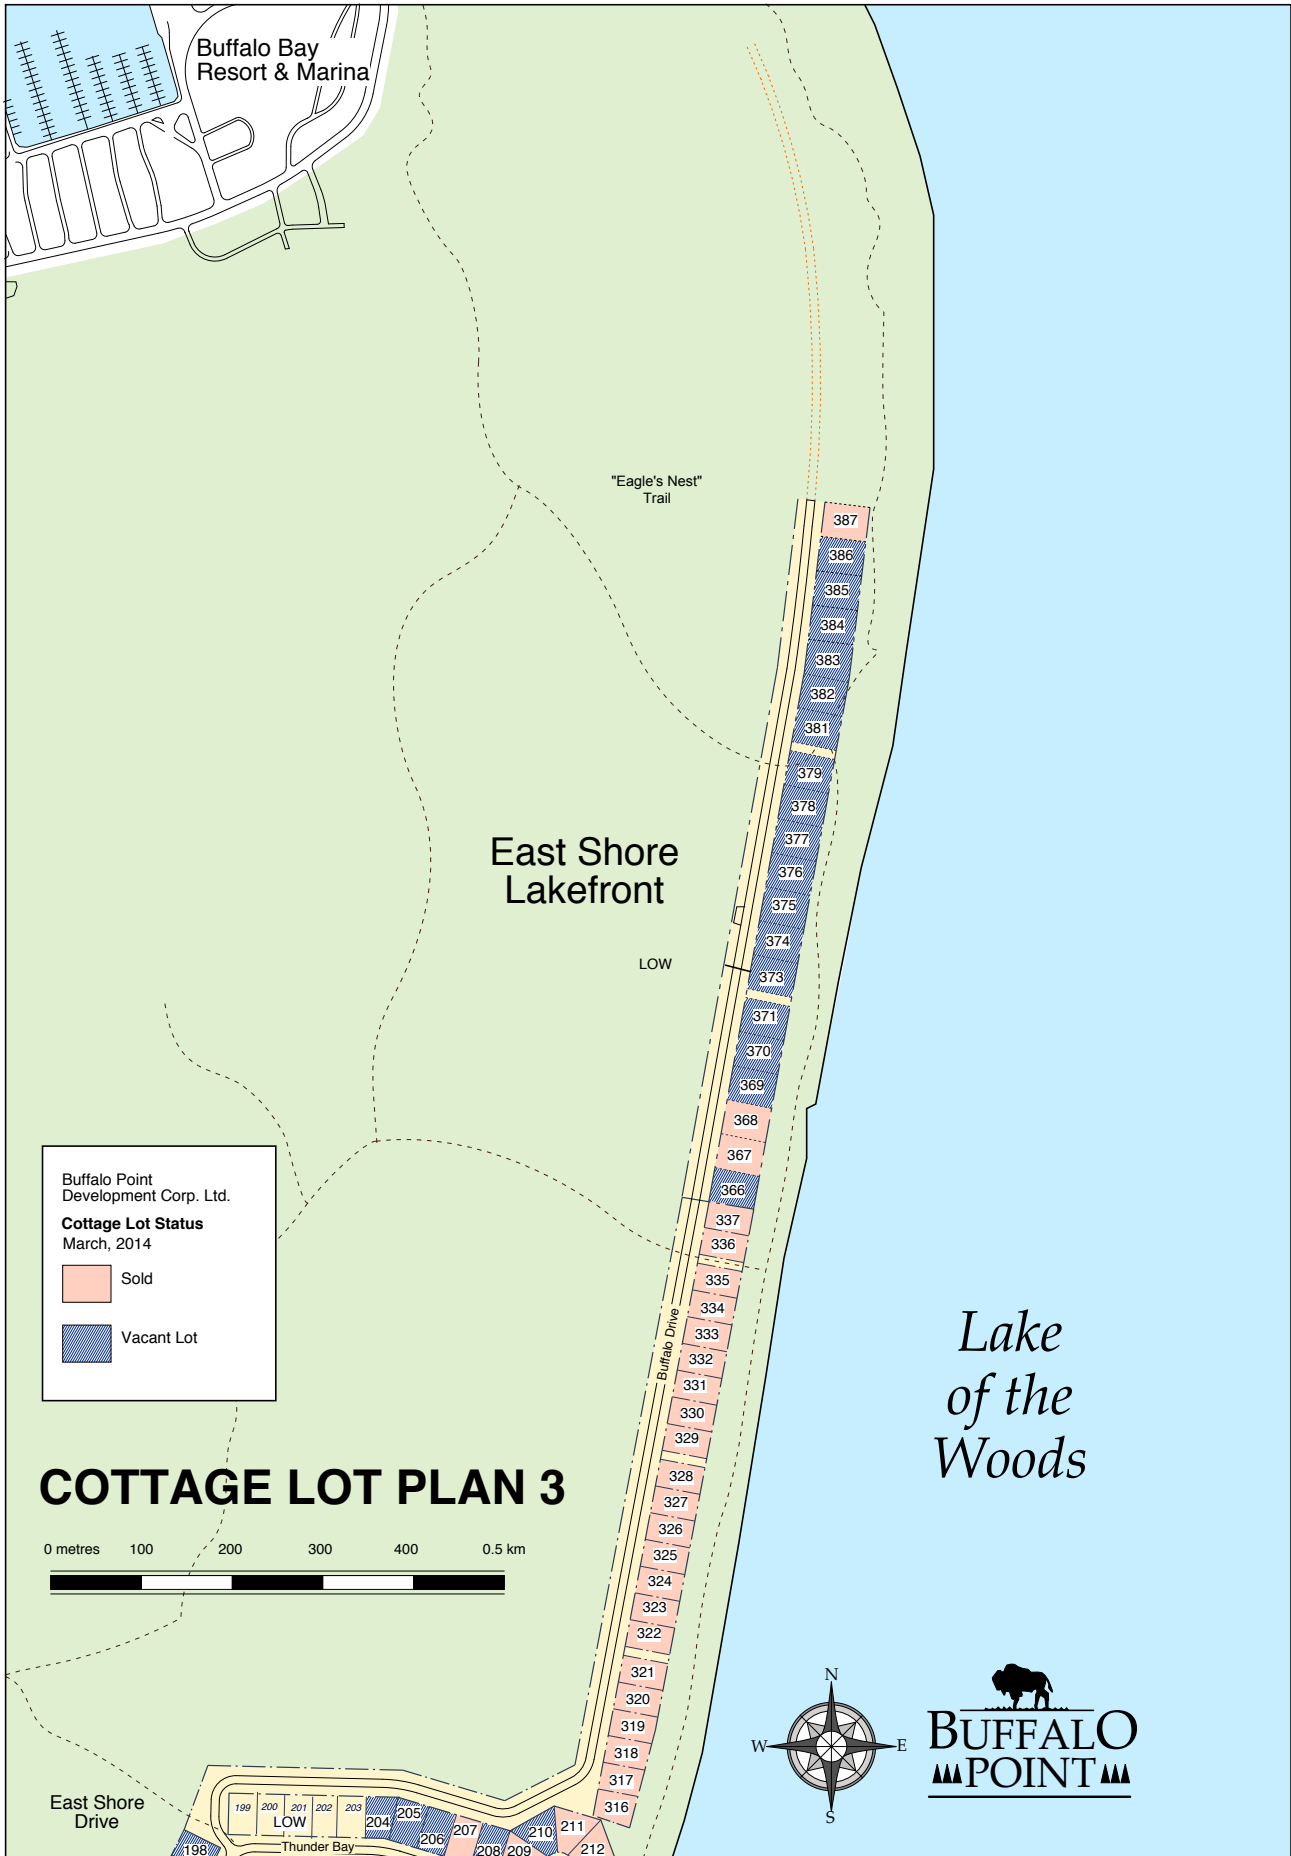 Buffalo Bay
Resort & Marina
"Eagle's Nest"
Trail
387
386
385
384
383
382
381
379
378
377
376
375
374
373
371
370
369
368
367
366
337
336
335
334
333
332
331
330
329
328
327
326
325
324
323
322
321
320
319
318
317
316
East Shore
Lakefront
LOW
Buffalo Drive
Buffalo Point
Development Corp. Ltd.
Cottage Lot Status
March, 2014
Sold
Vacant Lot
Lake
of the
Woods
COTTAGE LOT PLAN 3
0 metres 100 200 300 400 0.5 km
N
W E
S
BUFFALO
POINT
East Shore
Drive
199 200 201 202 203
LOW
204 205 206 207 208 209 210 211 212
198
Thunder Bay